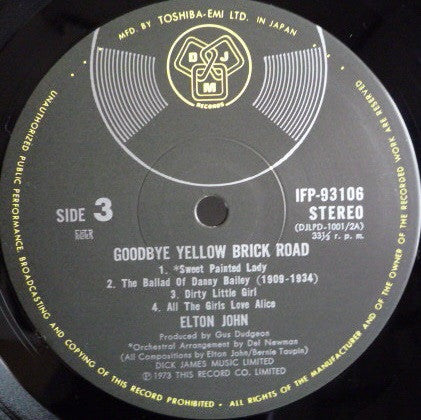 MFD. BY TOSHIBA-EMI LTD. IN JAPAN
DJM
RECORDS
UNAUTHORIZED PUBLIC PERFORMANCE, BROADCASTING AND COPYING OF THIS RECORD PROHIBITED
ALL RIGHTS OF THE MANUFACTURER AND OF THE OWNER OF THE RECORDED WORK ARE RESERVED
IFP-93106
SIDE 3
STEREO
(DJLPD-1001/2A)
33⅓ r. p. m.
GOODBYE YELLOW BRICK ROAD
1. *Sweet Painted Lady
2. The Ballad Of Danny Bailey (1909-1934)
3. Dirty Little Girl
4. All The Girls Love Alice
ELTON JOHN
Produced by Gus Dudgeon
*Orchestral Arrangement by Del Newman
(All Compositions by Elton John/Bernie Taupin)
DICK JAMES MUSIC LIMITED
Ⓟ 1973 THIS RECORD CO. LIMITED